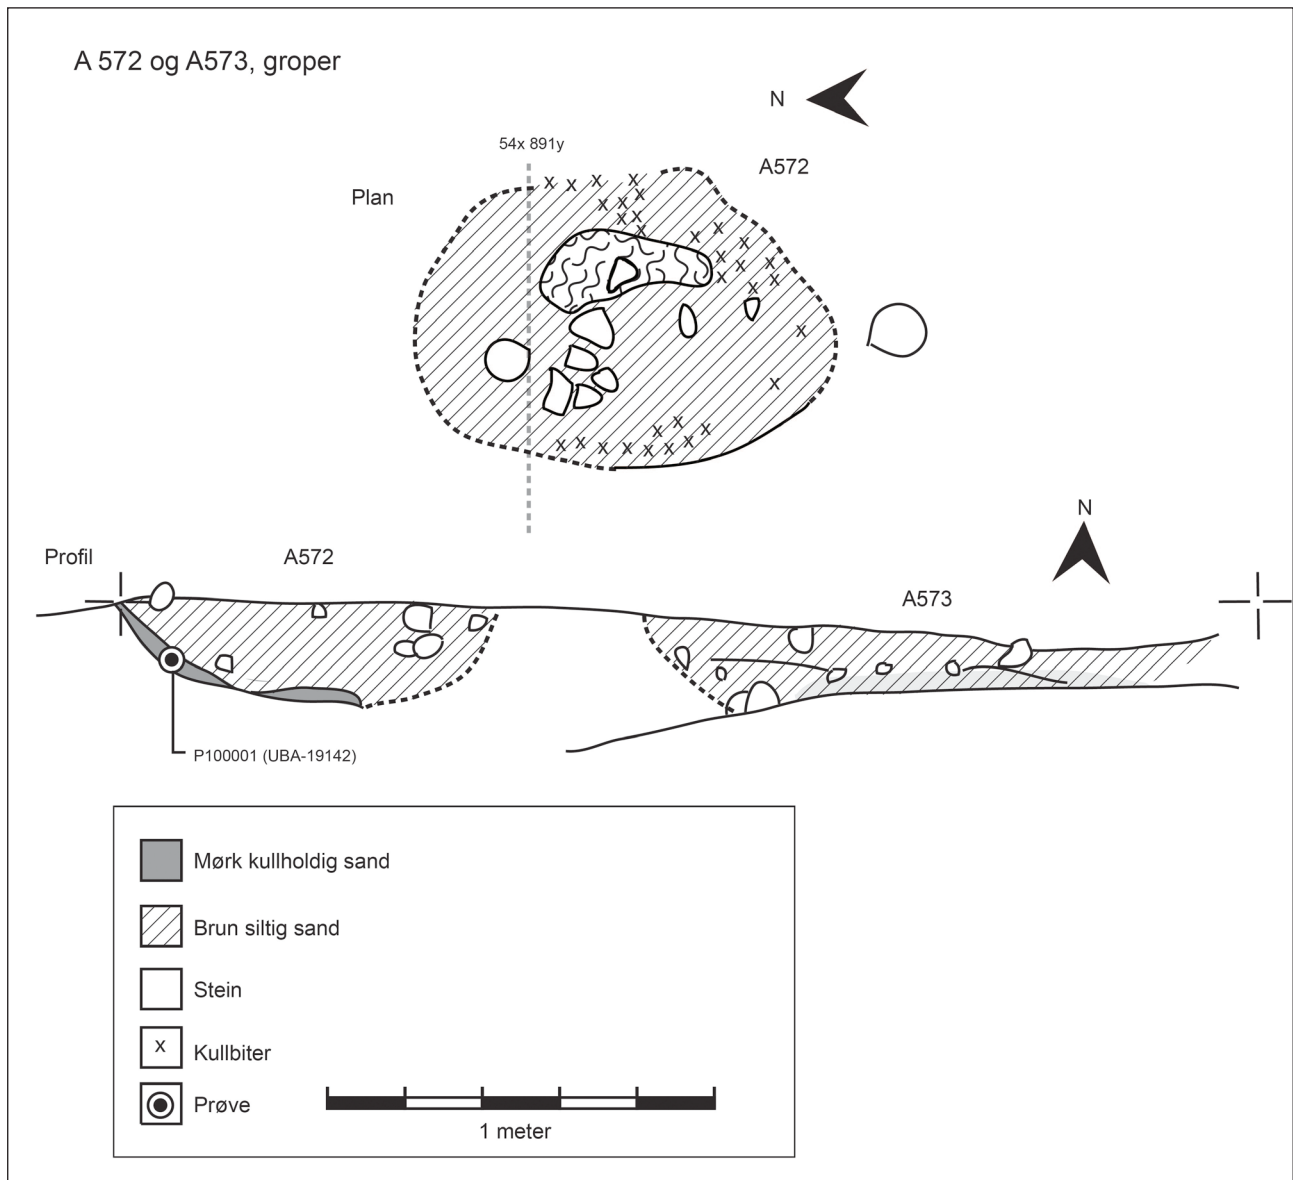 A 572 og A573, groper
N
54x 891y
A572
Plan
N
Profil
A572
A573
P100001 (UBA-19142)
Mørk kullholdig sand
Brun siltig sand
Stein
x Kullbiter
Prøve
1 meter